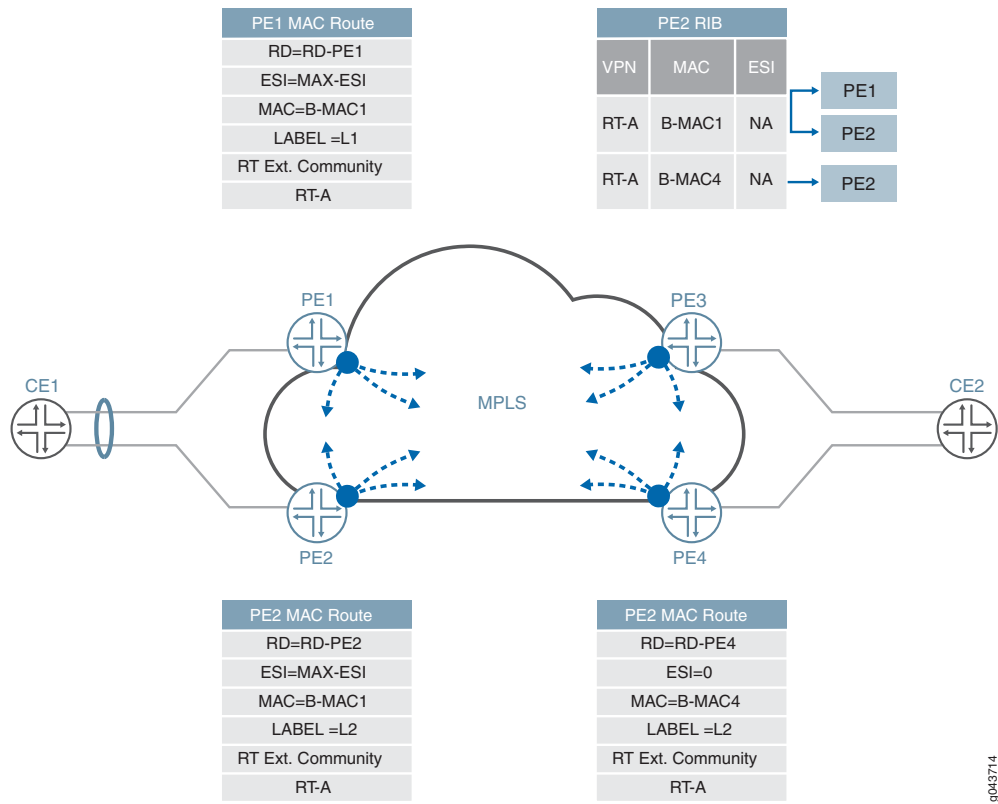 PE1 MAC Route
RD=RD-PE1
ESI=MAX-ESI
MAC=B-MAC1
LABEL =L1
RT Ext. Community
RT-A
PE2 RIB
VPN MAC ESI
RT-A B-MAC1 NA
RT-A B-MAC4 NA
PE1
PE2
PE2
PE1
PE3
CE1
MPLS
CE2
PE2
PE4
PE2 MAC Route
RD=RD-PE2
ESI=MAX-ESI
MAC=B-MAC1
LABEL =L2
RT Ext. Community
RT-A
PE2 MAC Route
RD=RD-PE4
ESI=0
MAC=B-MAC4
LABEL =L2
RT Ext. Community
RT-A
g043714